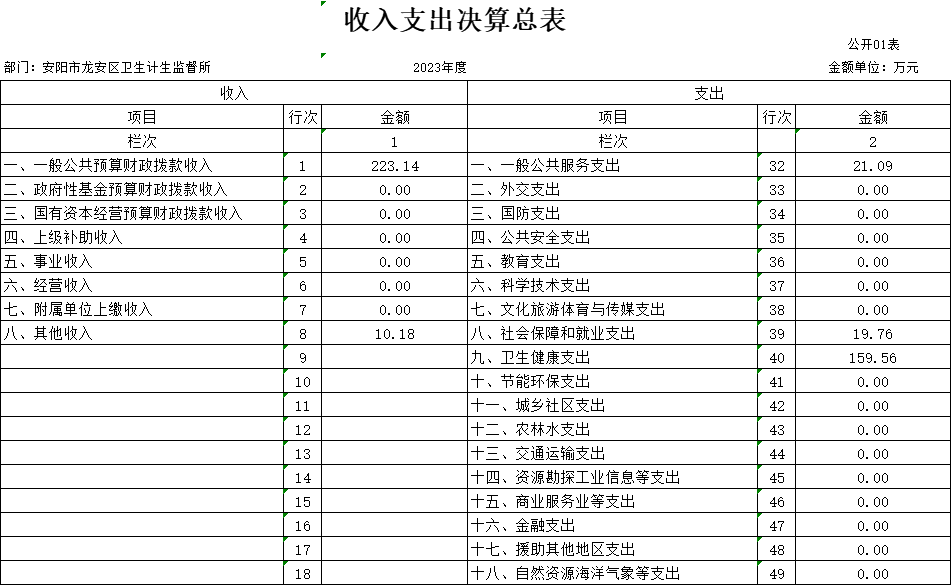 收入支出决算总表
公开01表
部门：安阳市龙安区卫生计生监督所 2023年度 金额单位：万元
收入 支出
项目 行次 金额 项目 行次 金额
栏次 1 栏次 2
一、一般公共预算财政拨款收入 1 223.14 一、一般公共服务支出 32 21.09
二、政府性基金预算财政拨款收入 2 0.00 二、外交支出 33 0.00
三、国有资本经营预算财政拨款收入 3 0.00 三、国防支出 34 0.00
四、上级补助收入 4 0.00 四、公共安全支出 35 0.00
五、事业收入 5 0.00 五、教育支出 36 0.00
六、经营收入 6 0.00 六、科学技术支出 37 0.00
七、附属单位上缴收入 7 0.00 七、文化旅游体育与传媒支出 38 0.00
八、其他收入 8 10.18 八、社会保障和就业支出 39 19.76
9 九、卫生健康支出 40 159.56
10 十、节能环保支出 41 0.00
11 十一、城乡社区支出 42 0.00
12 十二、农林水支出 43 0.00
13 十三、交通运输支出 44 0.00
14 十四、资源勘探工业信息等支出 45 0.00
15 十五、商业服务业等支出 46 0.00
16 十六、金融支出 47 0.00
17 十七、援助其他地区支出 48 0.00
18 十八、自然资源海洋气象等支出 49 0.00